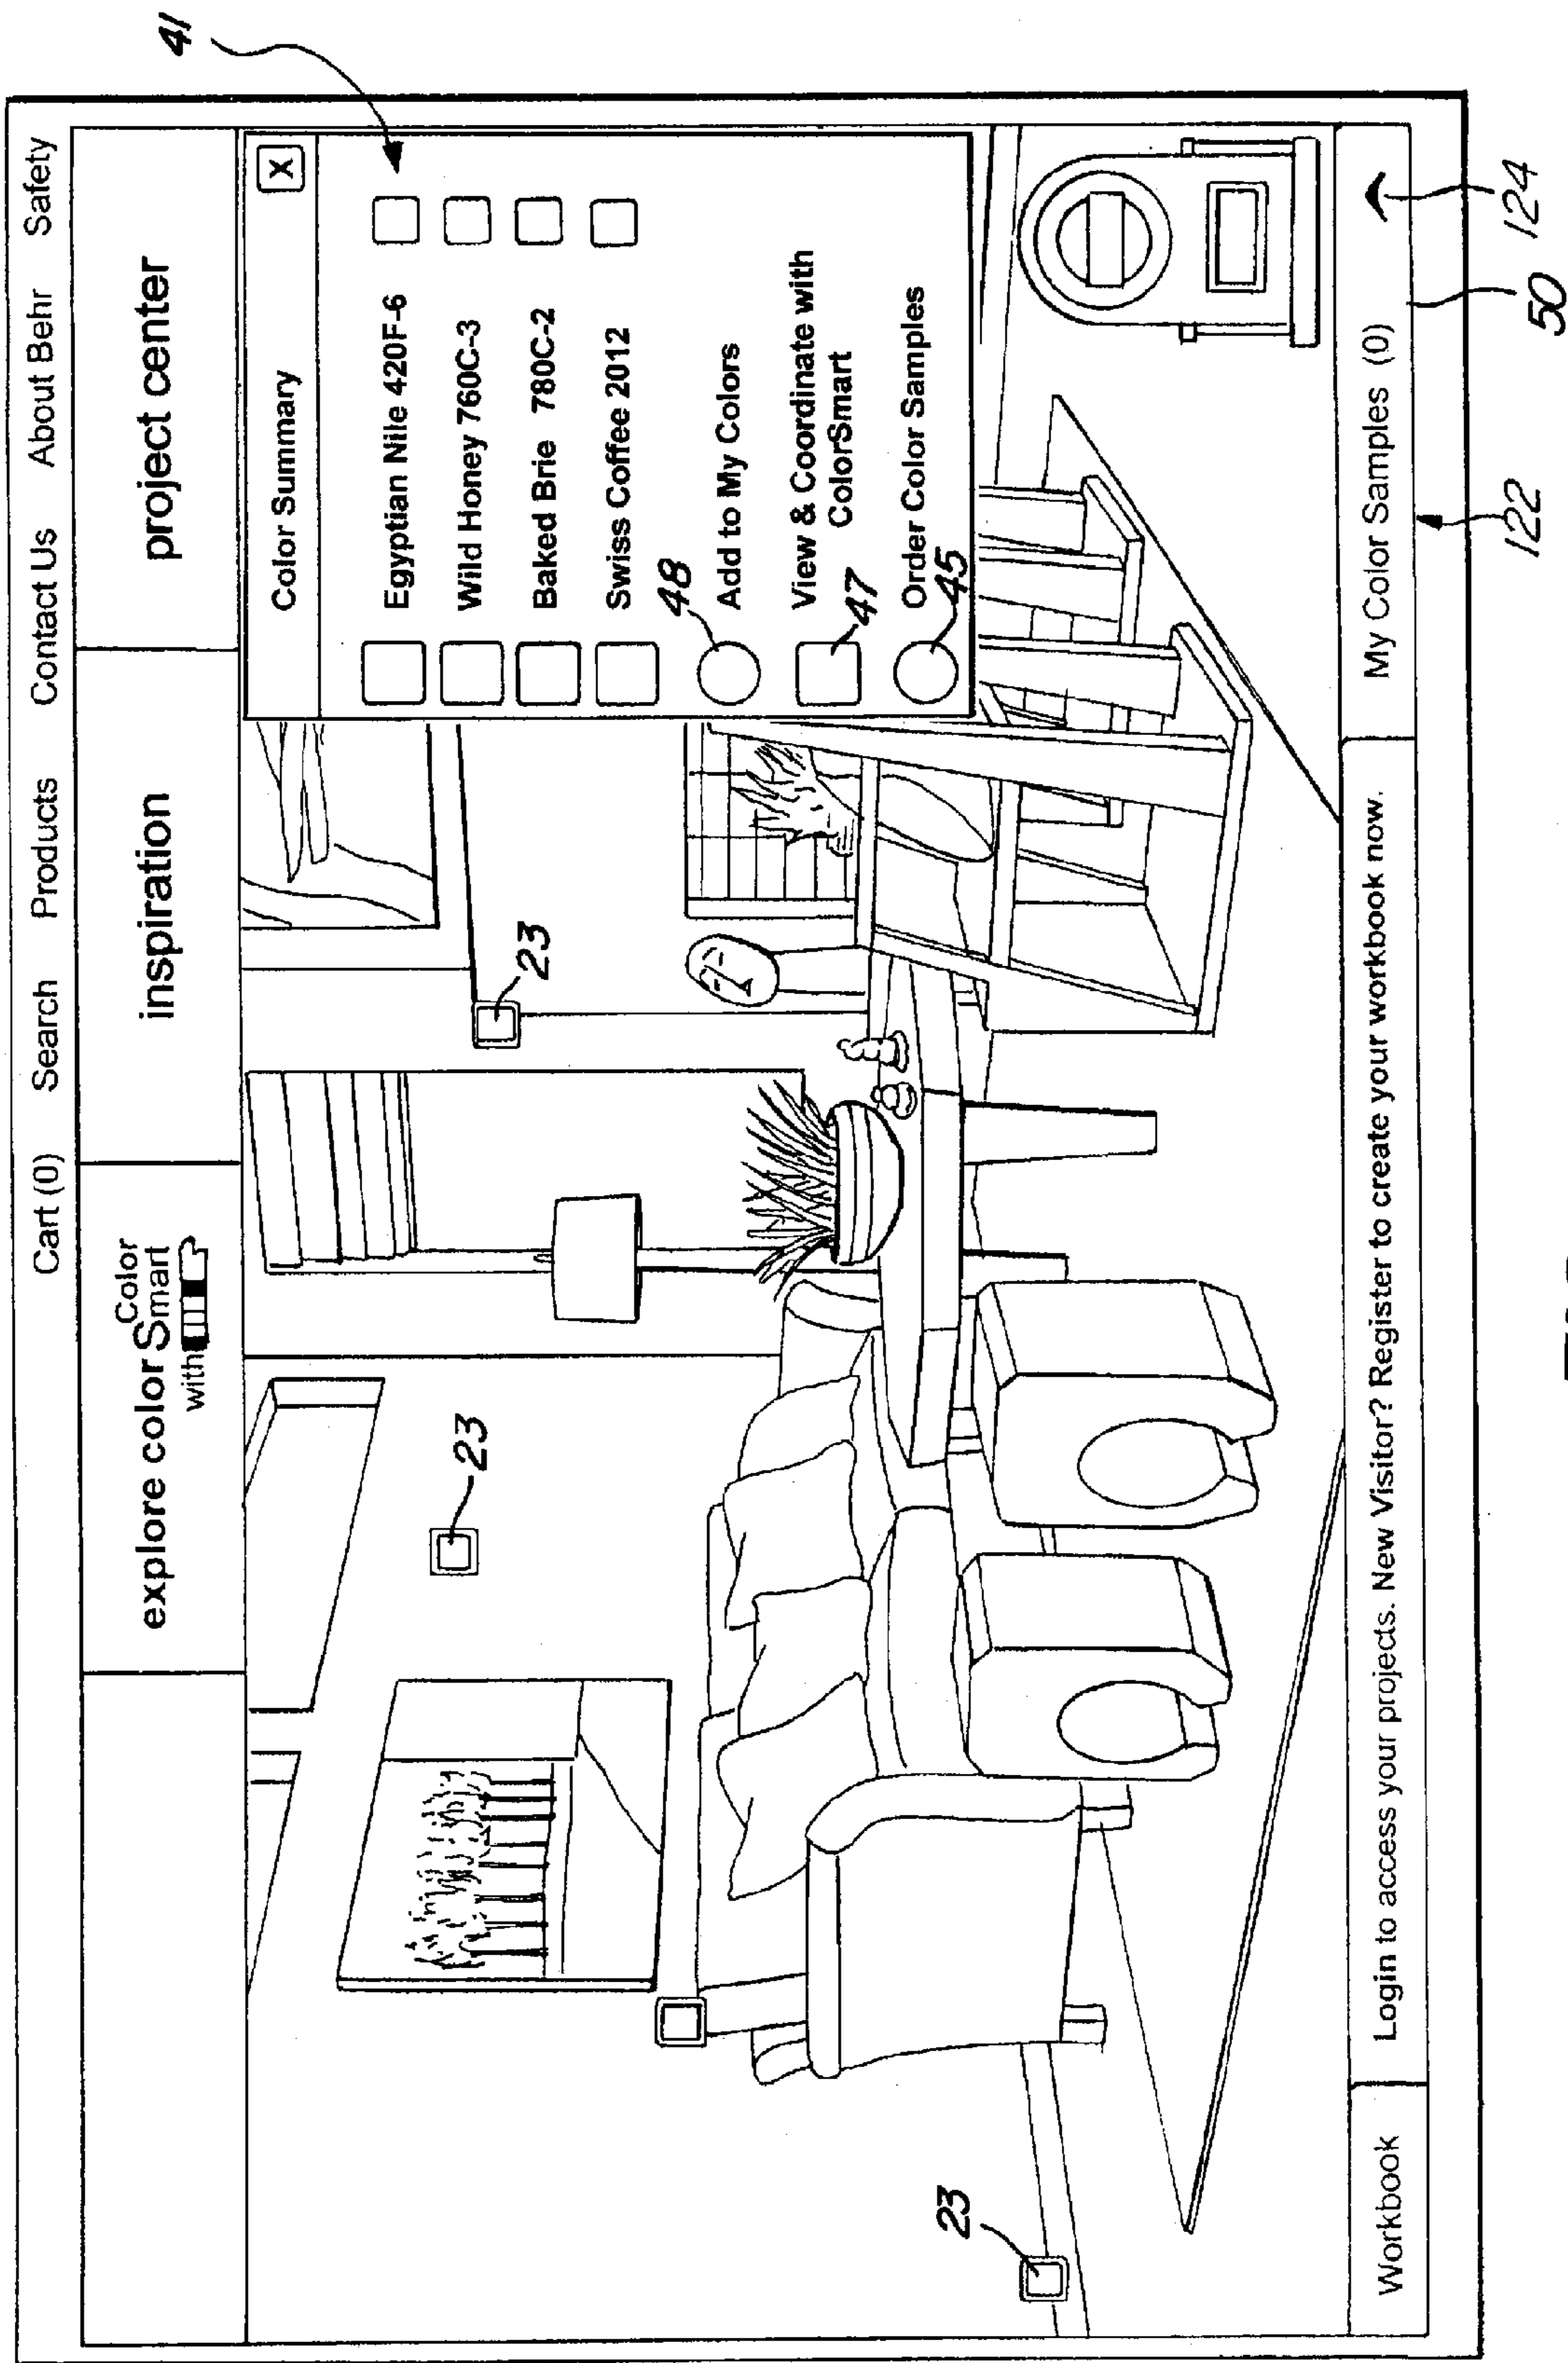 Cart (0) Search Products Contact Us About Behr Safety
explore color
with
Color
Smart
inspiration
project center
Color Summary X
Egyptian Nile 420F-6
Wild Honey 760C-3
Baked Brie 780C-2
Swiss Coffee 2012
Add to My Colors
View & Coordinate with
ColorSmart
Order Color Samples
41
48
47
45
23
23
23
Workbook
Login to access your projects. New Visitor? Register to create your workbook now.
My Color Samples (0)
122
50
124